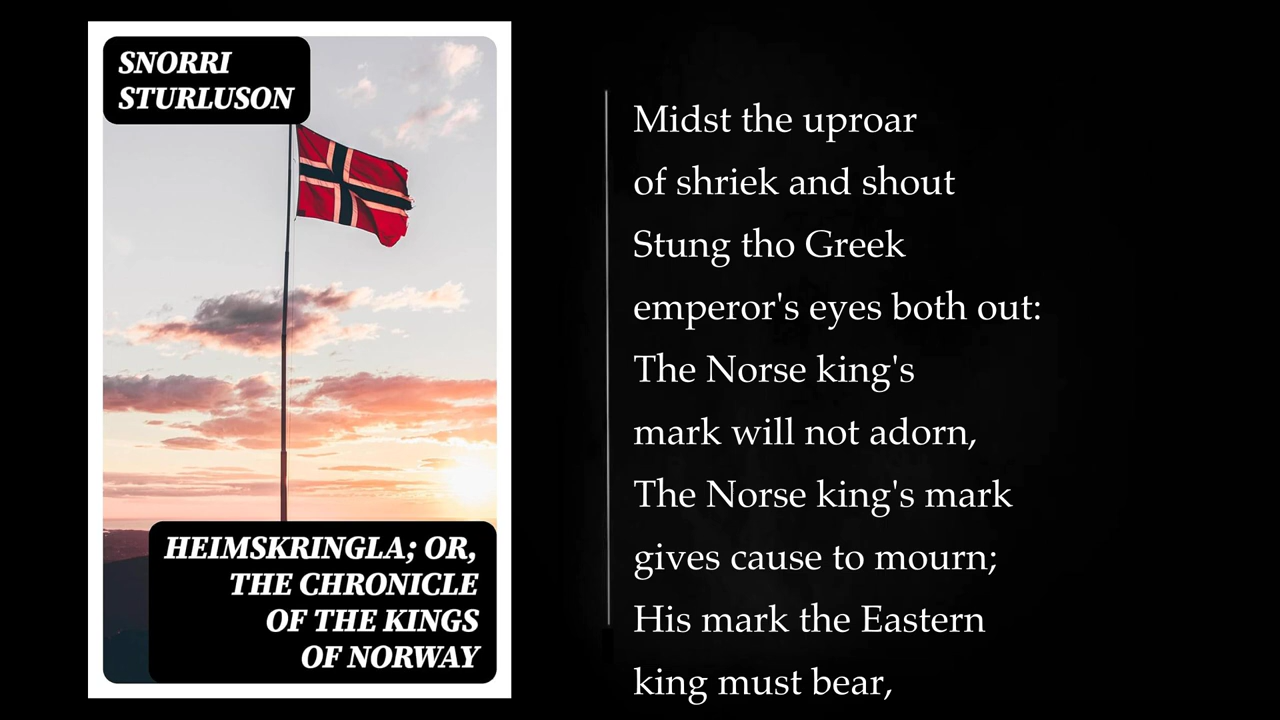 SNORRI
STURLUSON
HEIMSKRINGLA; OR,
THE CHRONICLE
OF THE KINGS
OF NORWAY
Midst the uproar
of shriek and shout
Stung tho Greek
emperor's eyes both out:
The Norse king's
mark will not adorn,
The Norse king's mark
gives cause to mourn;
His mark the Eastern
king must bear,